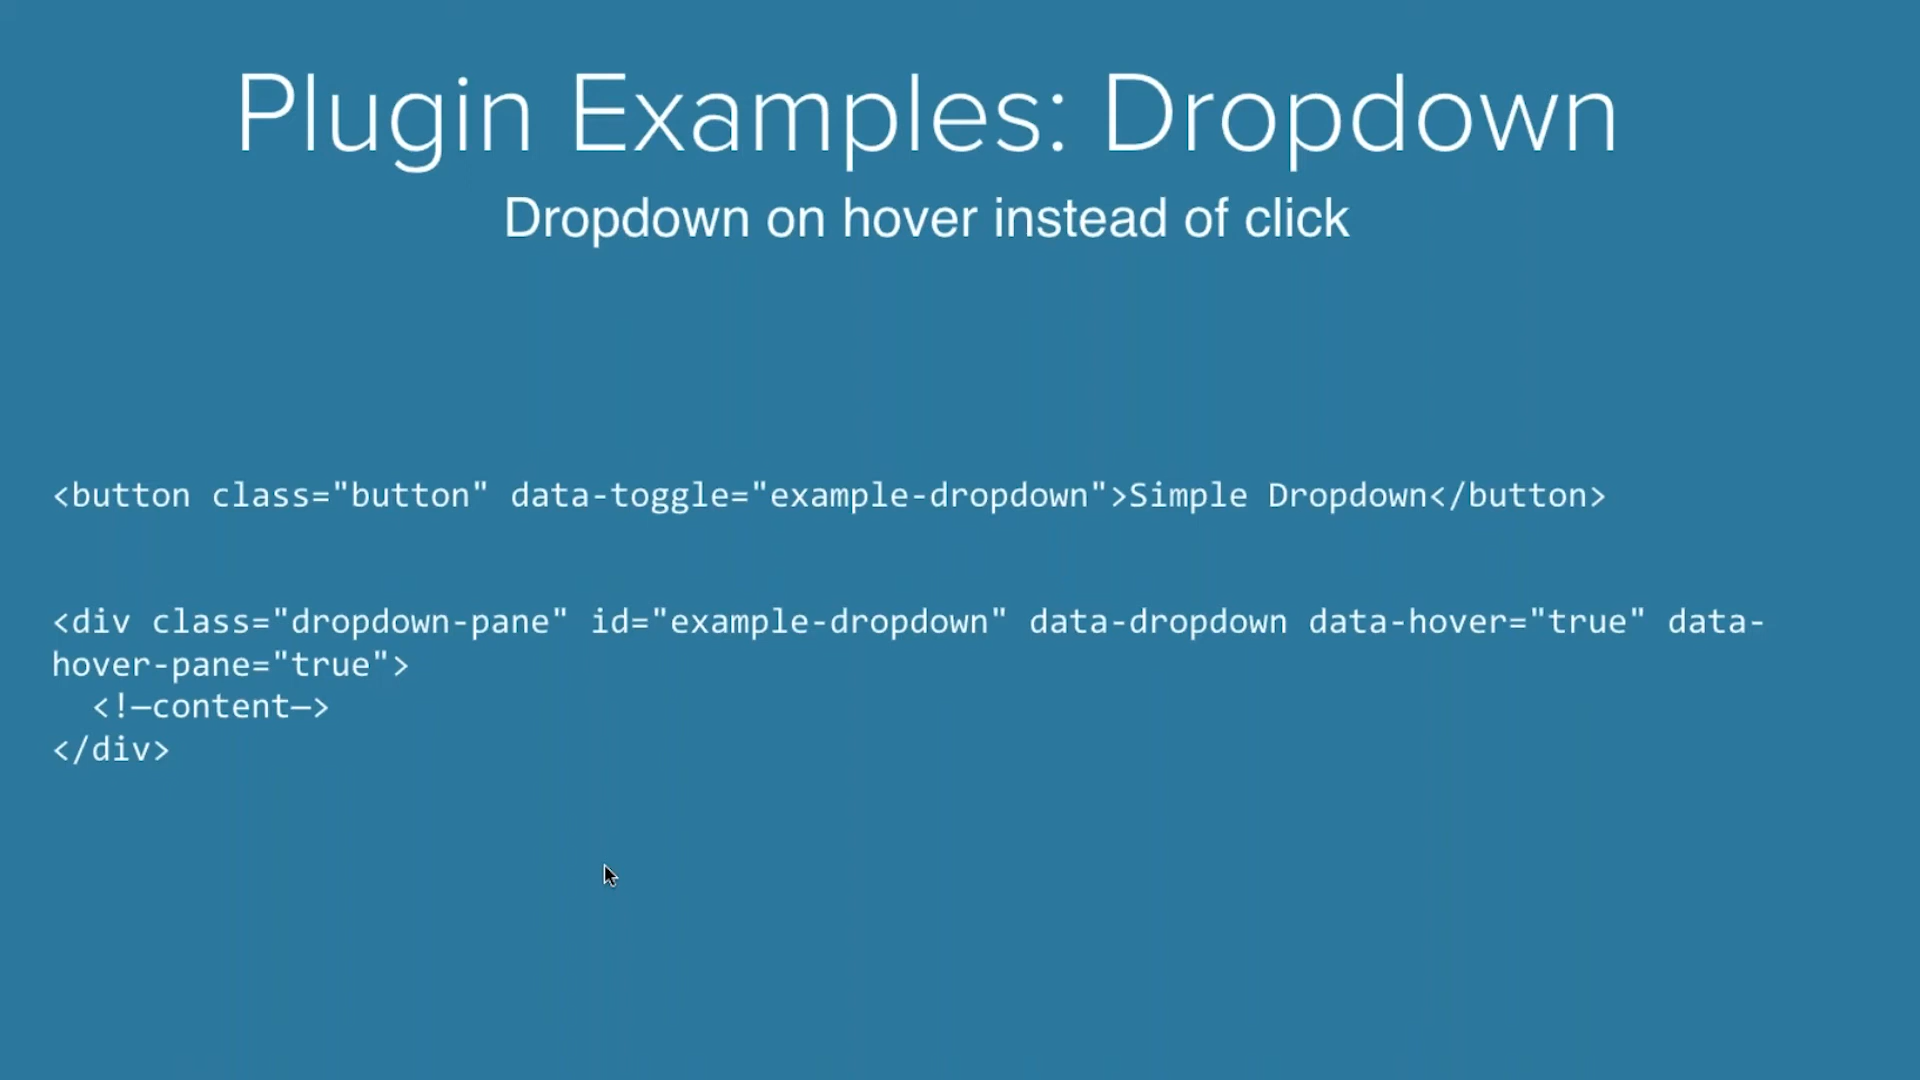 Plugin Examples: Dropdown
Dropdown on hover instead of click
<button class="button" data-toggle="example-dropdown">Simple Dropdown</button>
<div class="dropdown-pane" id="example-dropdown" data-dropdown data-hover="true" data-
hover-pane="true">
  <!—content—>
</div>